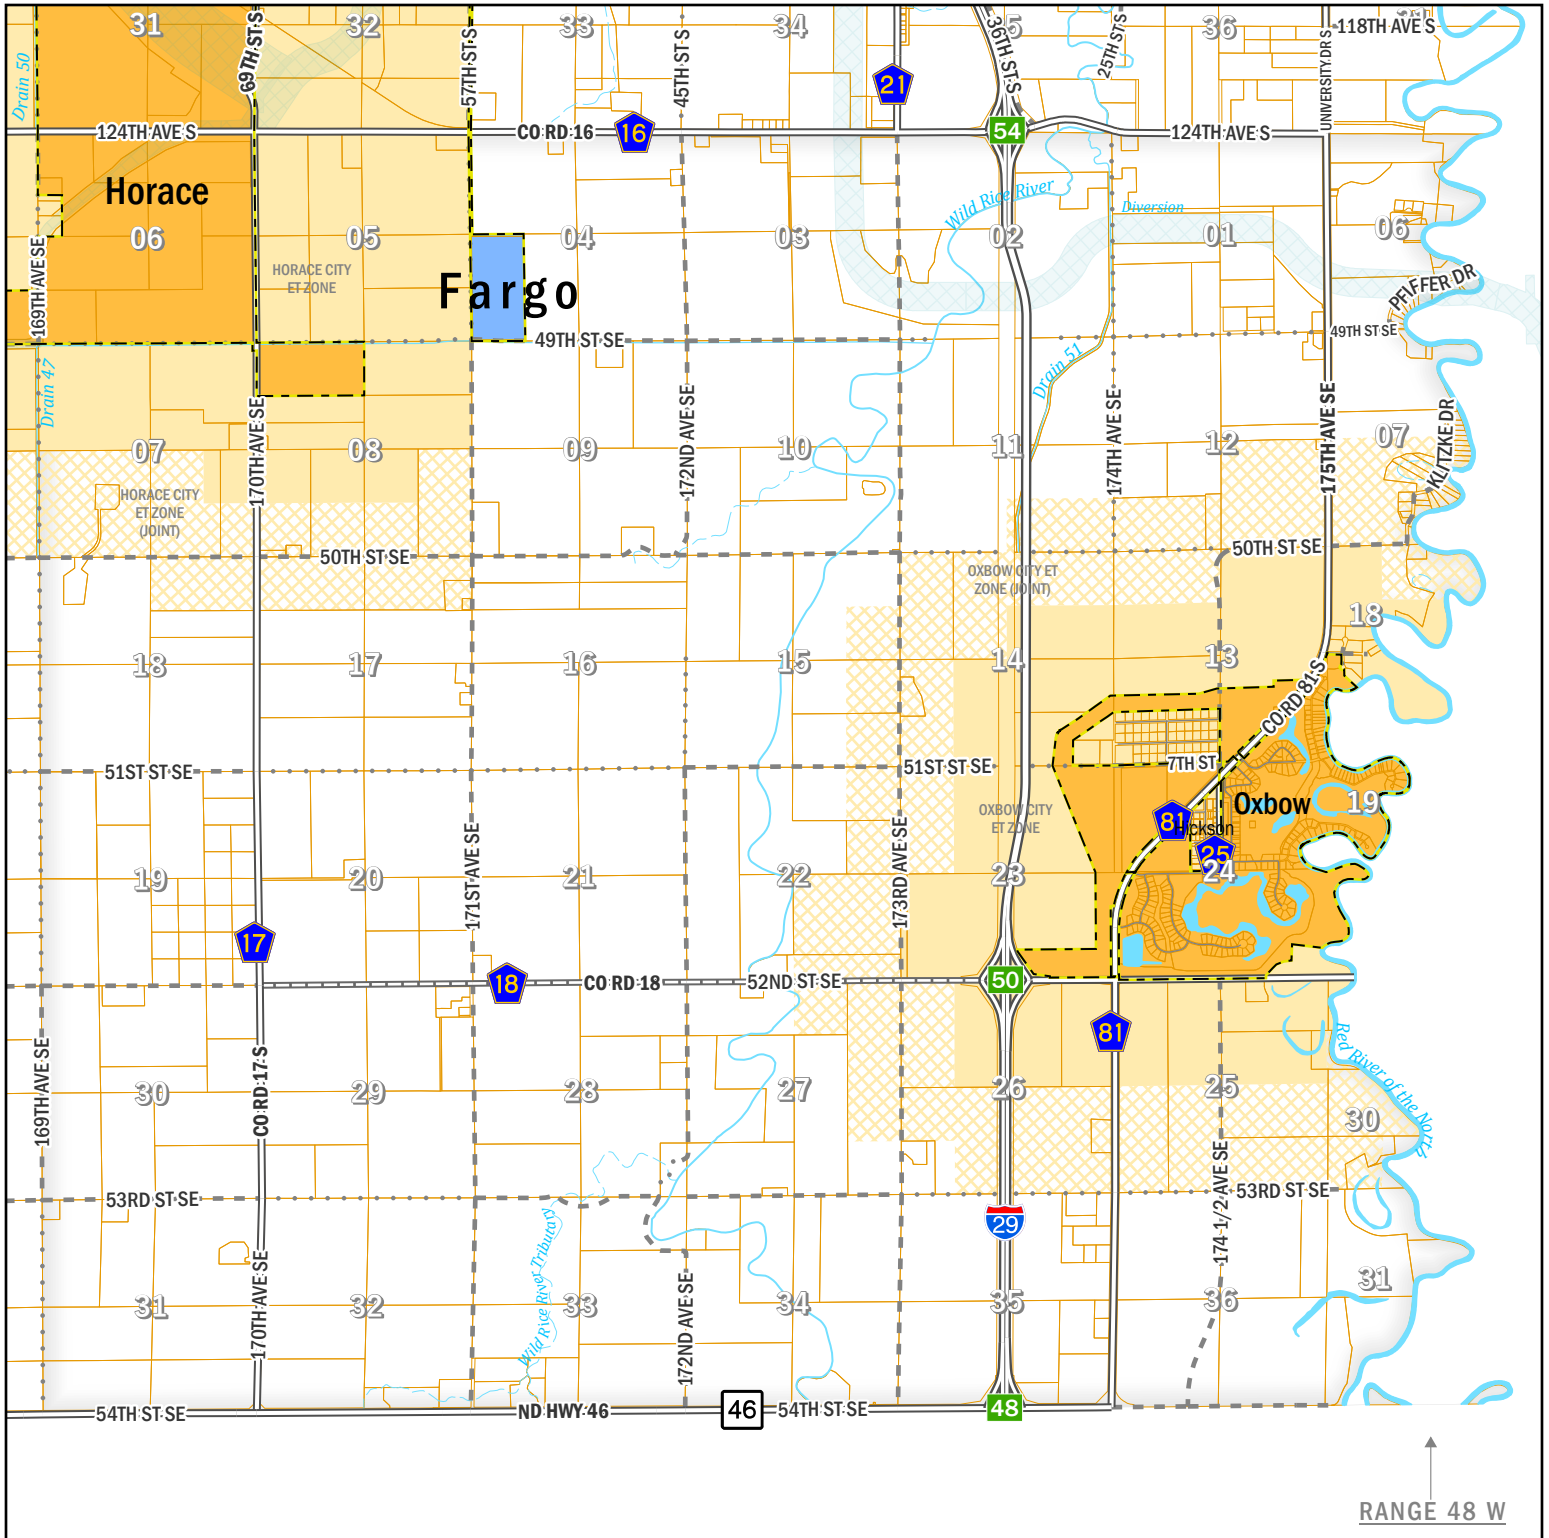 31
32
33
34
36
118TH AVE S
Drain 50
69TH ST S
57TH ST S
45TH ST S
21
36TH ST S
25TH ST S
UNIVERSITY DR S
124TH AVE S
CO RD 16
16
54
124TH AVE S
Horace
Wild Rice River
Diversion
06
05
04
03
02
01
06
HORACE CITY
ET ZONE
Fargo
169TH AVE SE
PFIFFER DR
49TH ST SE
49TH ST SE
Drain 47
Drain 51
170TH AVE SE
172ND AVE SE
174TH AVE SE
175TH AVE SE
KLITZKE DR
07
08
09
10
11
12
07
HORACE CITY
ET ZONE
(JOINT)
50TH ST SE
50TH ST SE
OXBOW CITY ET
ZONE (JOINT)
18
17
16
15
14
13
18
CO RD 81 S
51ST ST SE
51ST ST SE
7TH ST
OXBOW CITY
ET ZONE
Oxbow
19
81
ckson
25
24
171ST AVE SE
173RD AVE SE
19
20
21
22
23
17
18
CO RD 18
52ND ST SE
50
81
Red River of the North
169TH AVE SE
CO RD 17 S
30
29
28
27
26
25
30
174 1/2 AVE SE
53RD ST SE
53RD ST SE
29
Wild Rice River Tributary
170TH AVE SE
172ND AVE SE
31
32
33
34
35
36
31
54TH ST SE
ND HWY 46
46
54TH ST SE
48
RANGE 48 W